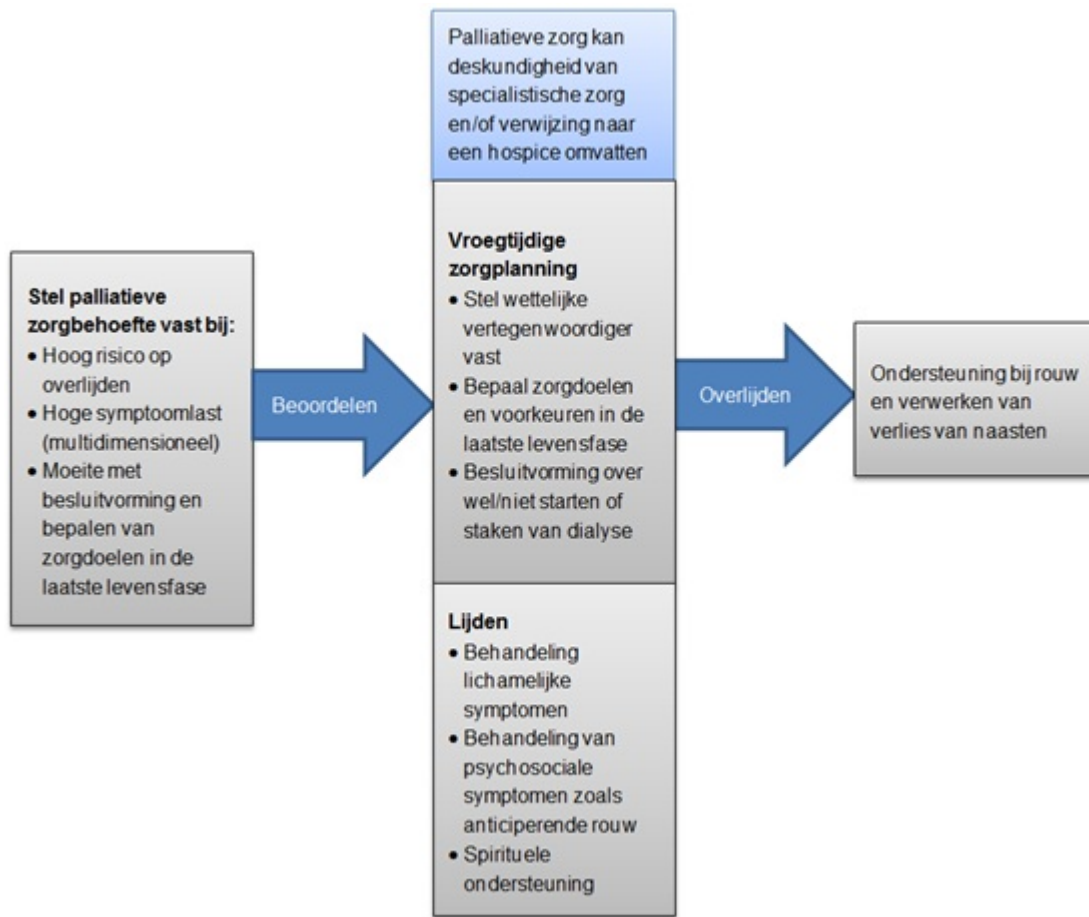 Palliatieve zorg kan
deskundigheid van
specialistische zorg
en/of verwijzing naar
een hospice omvatten
Stel palliatieve
zorgbehoefte vast bij:
• Hoog risico op
overlijden
• Hoge symptoomlast
(multidimensioneel)
• Moeite met
besluitvorming en
bepalen van
zorgdoelen in de
laatste levensfase
Beoordelen
Vroegtijdige
zorgplanning
• Stel wettelijke
vertegenwoordiger
vast
• Bepaal zorgdoelen
en voorkeuren in de
laatste levensfase
• Besluitvorming over
wel/niet starten of
staken van dialyse
Lijden
• Behandeling
lichamelijke
symptomen
• Behandeling van
psychosociale
symptomen zoals
anticiperende rouw
• Spirituele
ondersteuning
Overlijden
Ondersteuning bij rouw
en verwerken van
verlies van naasten